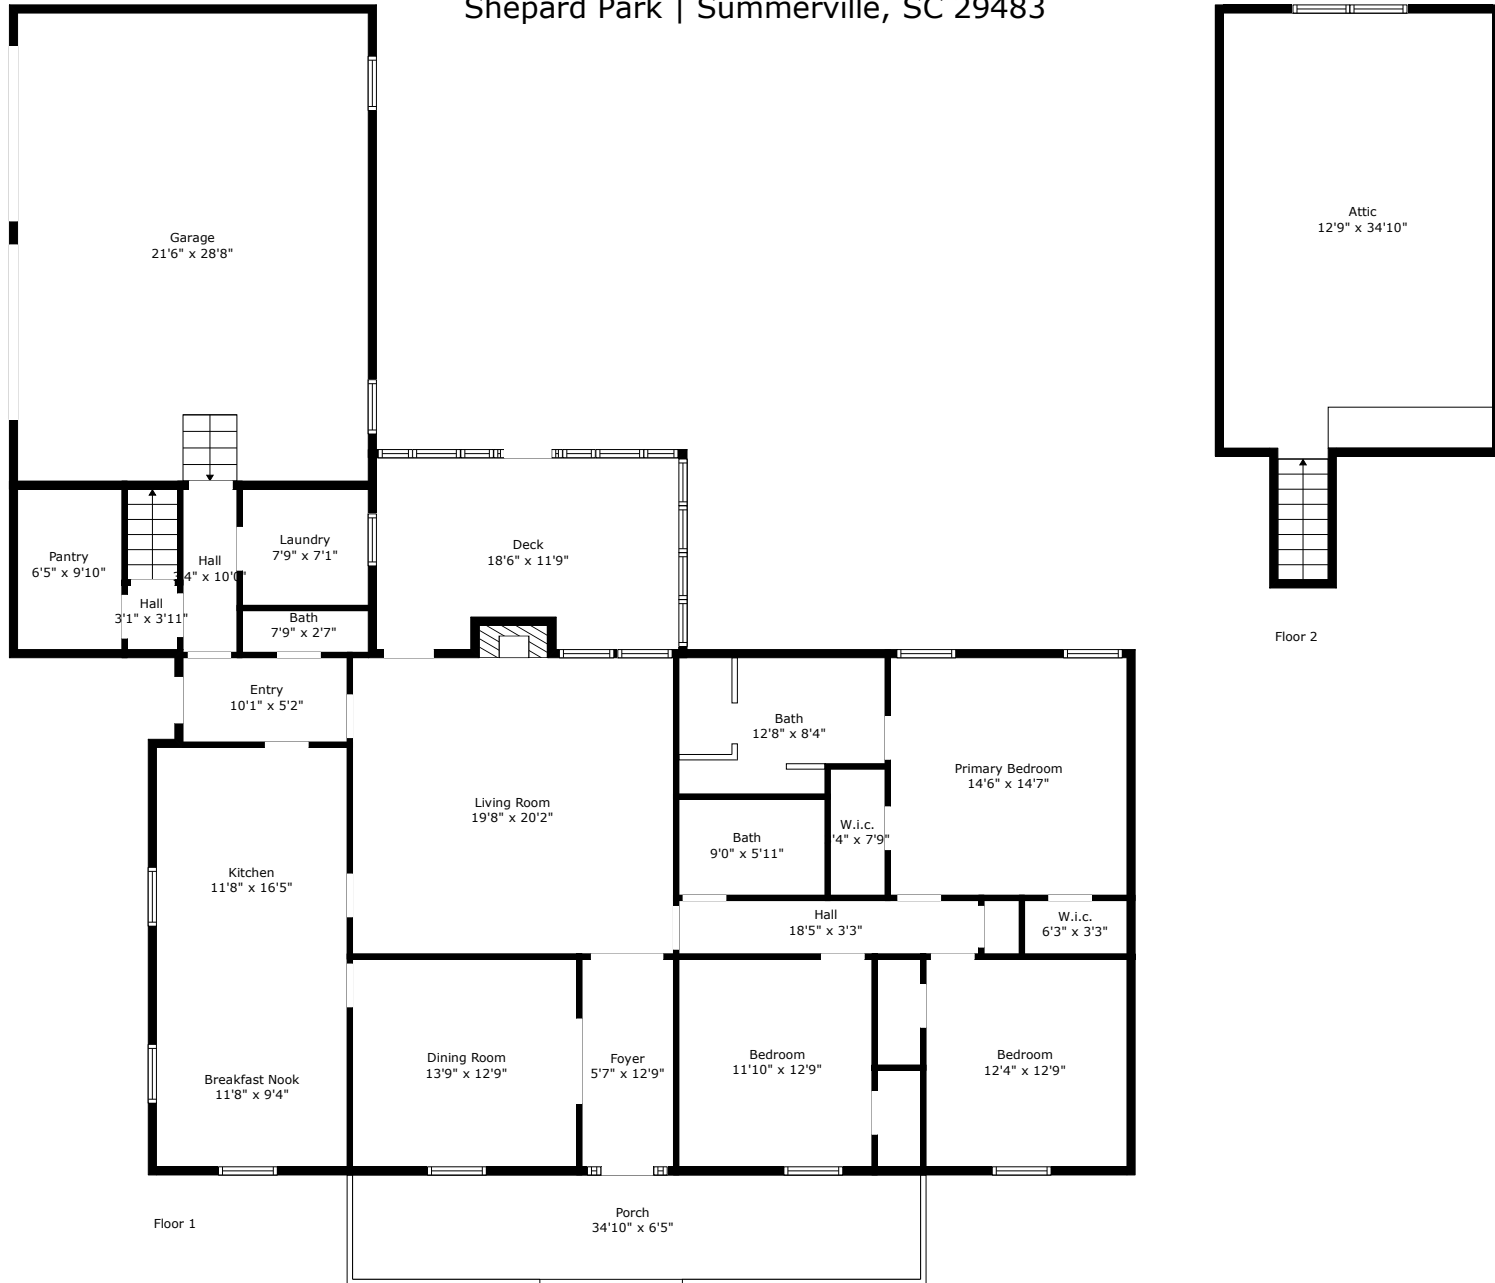 Shepard Park | Summerville, SC 29483
Garage
21'6" x 28'8"
Attic
12'9" x 34'10"
Pantry
6'5" x 9'10"
Hall
3'1" x 3'11"
Hall
Laundry
7'9" x 7'1"
Bath
7'9" x 2'7"
Deck
18'6" x 11'9"
Floor 2
Entry
10'1" x 5'2"
Living Room
19'8" x 20'2"
Bath
12'8" x 8'4"
Primary Bedroom
14'6" x 14'7"
Bath
9'0" x 5'11"
W.i.c.
'4" x 7'9"
Kitchen
11'8" x 16'5"
Hall
18'5" x 3'3"
W.i.c.
6'3" x 3'3"
Breakfast Nook
11'8" x 9'4"
Dining Room
13'9" x 12'9"
Foyer
5'7" x 12'9"
Bedroom
11'10" x 12'9"
Bedroom
12'4" x 12'9"
Porch
34'10" x 6'5"
Floor 1